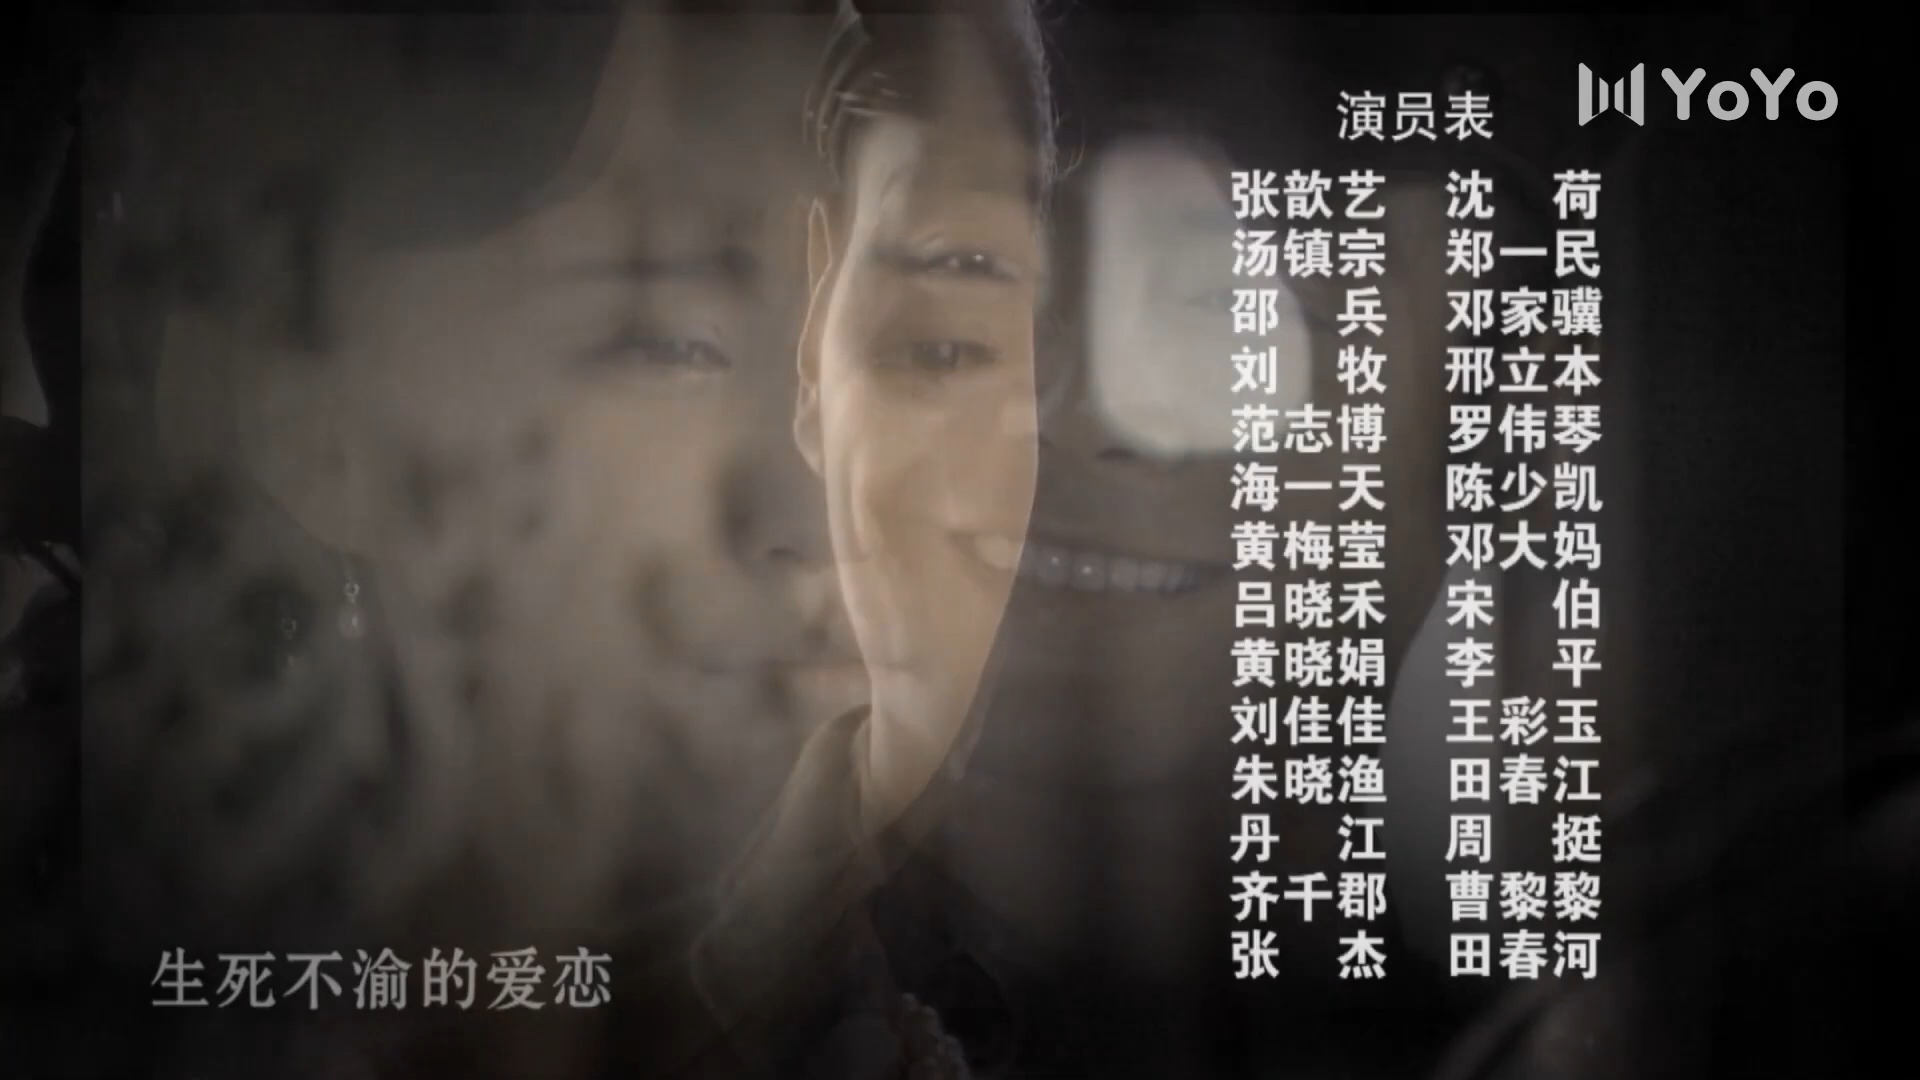 YoYo
演员表
张歆艺 沈荷
汤镇宗 郑一民
邵兵 邓家骥
刘牧 邢立本
范志博 罗伟琴
海一天 陈少凯
黄梅莹 邓大妈
吕晓禾 宋伯
黄晓娟 李平
刘佳佳 王彩玉
朱晓渔 田春江
丹江 周挺
齐千郡 曹黎黎
张杰 田春河
生死不渝的爱恋